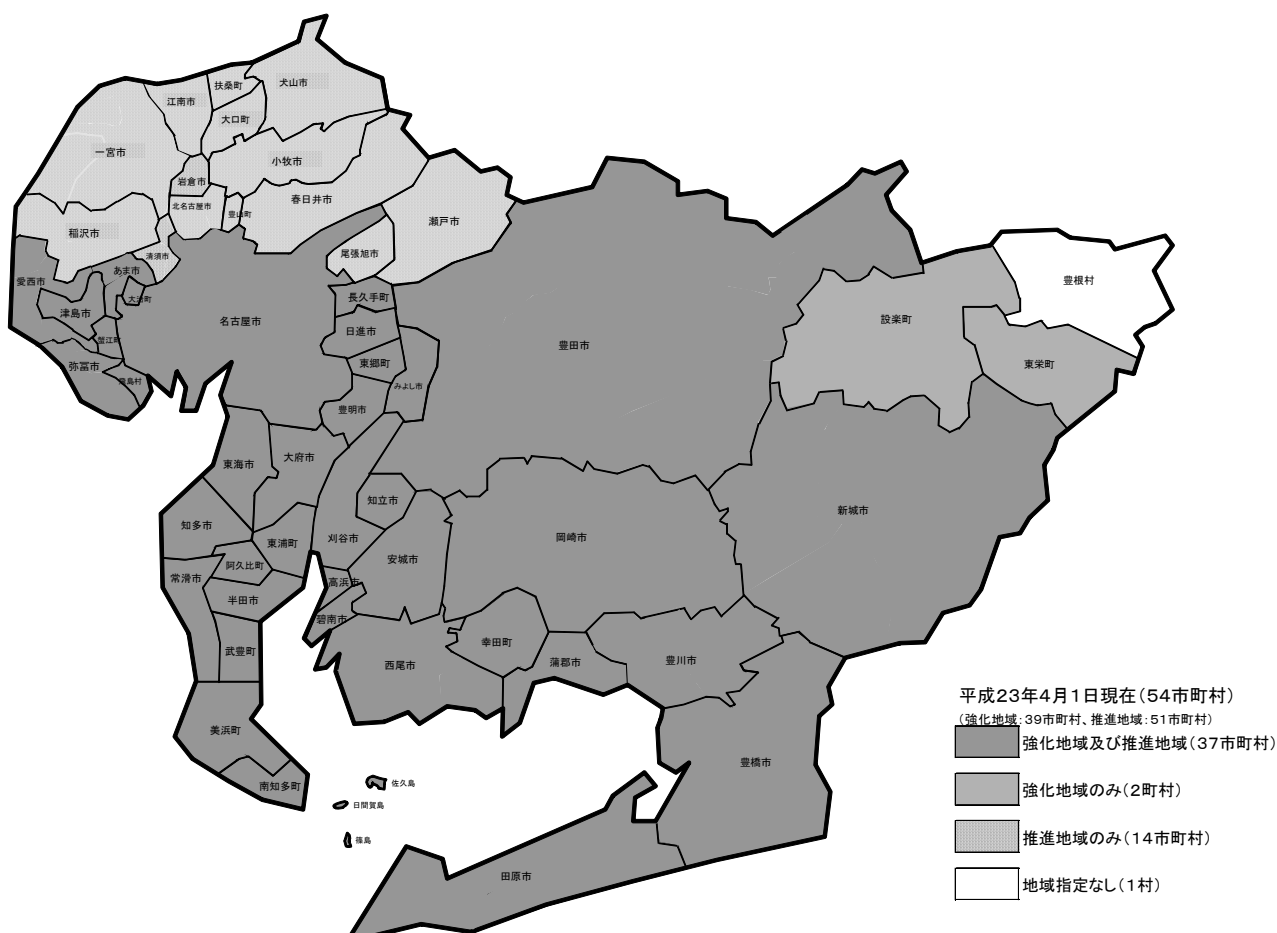 扶桑町
犬山市
江南市
大口町
一宮市
小牧市
岩倉市
春日井市
北名古屋市
豊山町
瀬戸市
稲沢市
清須市
尾張旭市
あま市
愛西市
大治町
長久手町
津島市
名古屋市
日進市
蟹江町
東郷町
弥冨市
飛島村
みよし市
豊明市
豊田市
豊根村
設楽町
東栄町
東海市
大府市
知立市
新城市
知多市
東浦町
刈谷市
岡崎市
阿久比町
安城市
常滑市
高浜市
半田市
碧南市
武豊町
西尾市
幸田町
蒲郡市
豊川市
美浜町
豊橋市
南知多町
佐久島
日間賀島
篠島
田原市
平成23年4月1日現在(54市町村)
(強化地域:39市町村、推進地域:51市町村)
強化地域及び推進地域(37市町村)
強化地域のみ(2町村)
推進地域のみ(14市町村)
地域指定なし(1村)